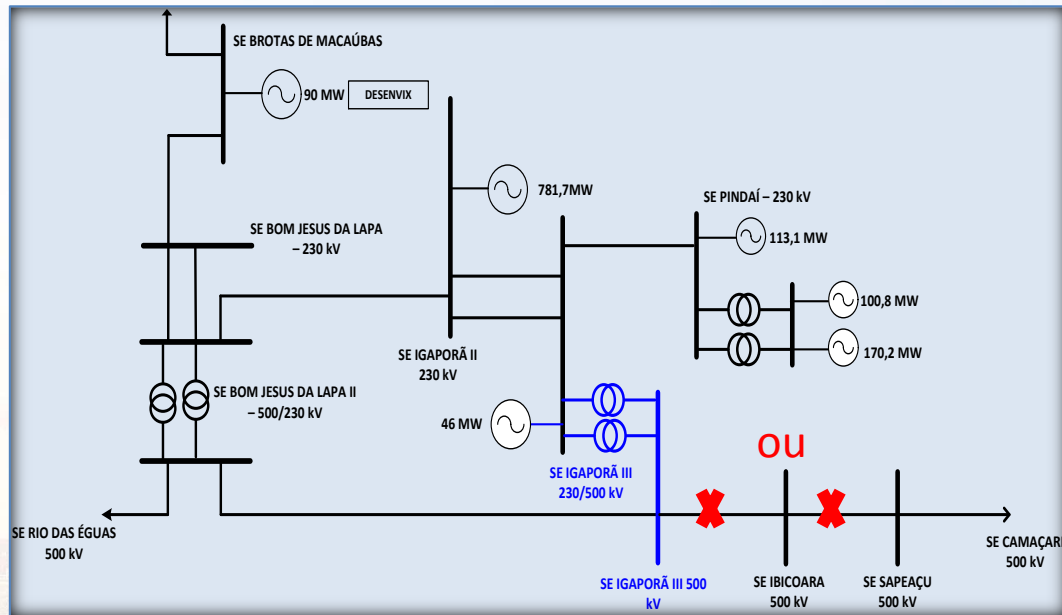 SE BROTAS DE MACAÚBAS
90 MW
DESENVIX
781,7MW
SE PINDAÍ – 230 kV
113,1 MW
SE BOM JESUS DA LAPA
– 230 kV
100,8 MW
170,2 MW
SE IGAPORÃ II
230 kV
SE BOM JESUS DA LAPA II
– 500/230 kV
46 MW
ou
SE IGAPORÃ III
230/500 kV
SE RIO DAS ÉGUAS
500 kV
SE IGAPORÃ III 500
kV
SE IBICOARA
500 kV
SE SAPEAÇU
500 kV
SE CAMAÇARI
500 kV